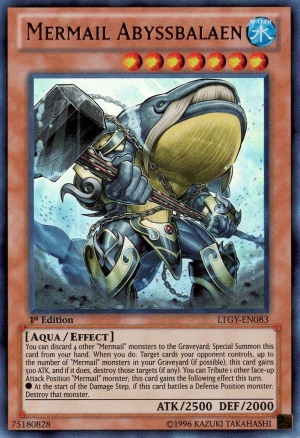 MERMAIL ABYSSBALAEN
WATER
水
1st Edition
LTGY-EN083
[AQUA / EFFECT]
You can discard 4 other "Mermail" monsters to the Graveyard; Special Summon this
card from your hand. When you do: Target cards your opponent controls, up to
the number of "Mermail" monsters in your Graveyard (if possible); this card gains
500 ATK, and if it does, destroy those targets (if any). You can Tribute 1 other face-up
Attack Position "Mermail" monster; this card gains the following effect this turn.
● At the start of the Damage Step, if this card battles a Defense Position monster:
Destroy that monster.
ATK/2500 DEF/2000
75180828
©1996 KAZUKI TAKAHASHI